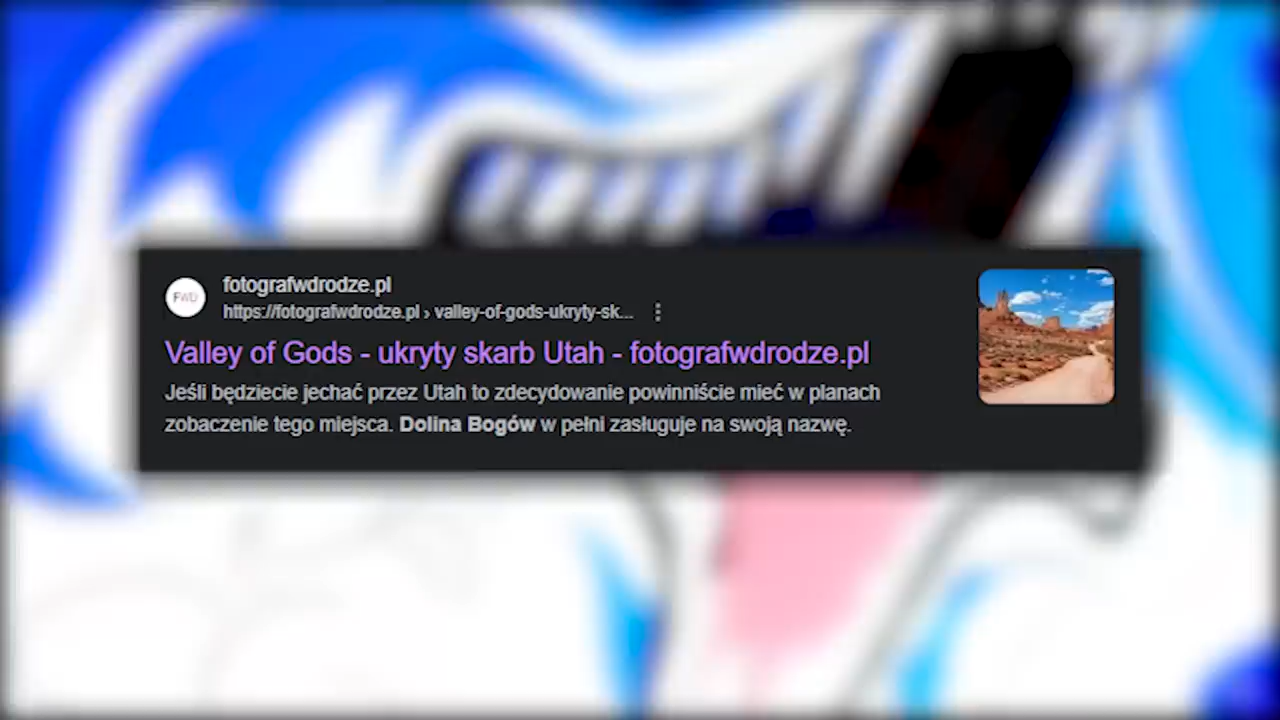 FWD
fotografwdrodze.pl
https://fotografwdrodze.pl › valley-of-gods-ukryty-sk...
Valley of Gods - ukryty skarb Utah - fotografwdrodze.pl
Jeśli będziecie jechać przez Utah to zdecydowanie powinniście mieć w planach
zobaczenie tego miejsca. Dolina Bogów w pełni zasługuje na swoją nazwę.